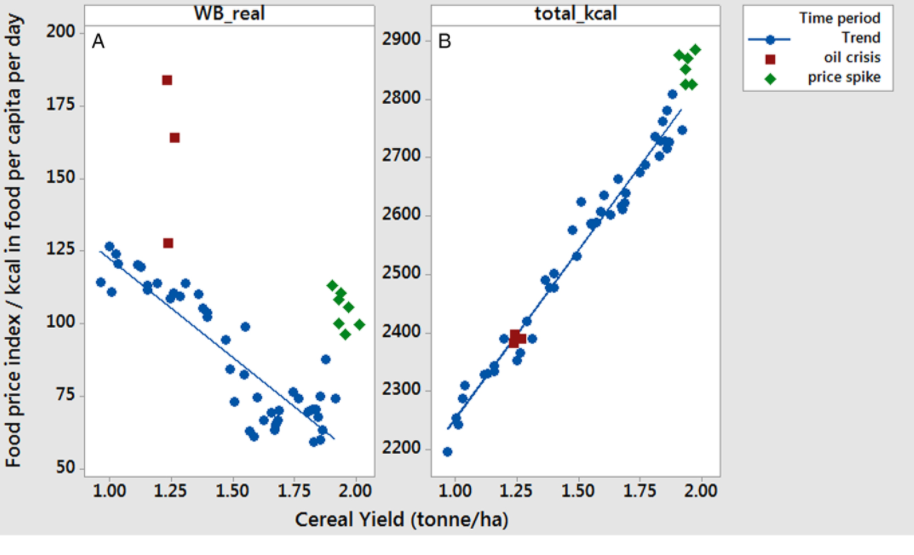 WB_real
total_kcal
Time period
Trend
oil crisis
price spike
A
B
Food price index / kcal in food per capita per day
200
175
150
125
100
75
50
2900
2800
2700
2600
2500
2400
2300
2200
1.00 1.25 1.50 1.75 2.00
1.00 1.25 1.50 1.75 2.00
Cereal Yield (tonne/ha)